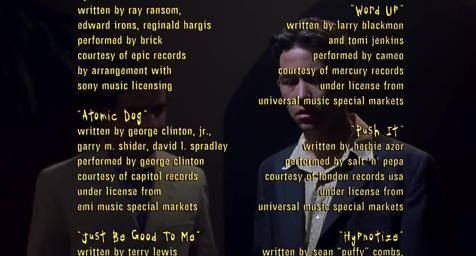 written by ray ransom,
edward irons, reginald hargis
performed by brick
courtesy of epic records
by arrangement with
sony music licensing
"Atomic Dog"
written by george clinton, jr.,
garry m. shider, david l. spradley
performed by george clinton
courtesy of capitol records
under license from
emi music special markets
"Just Be Good To Me"
written by terry lewis
"Word Up"
written by larry blackmon
and tomi jenkins
performed by cameo
courtesy of mercury records
under license from
universal music special markets
"Push It"
written by herbie azor
performed by salt 'n' pepa
courtesy of london records usa
under license from
universal music special markets
"Hypnotize"
written by sean "puffy" combs,